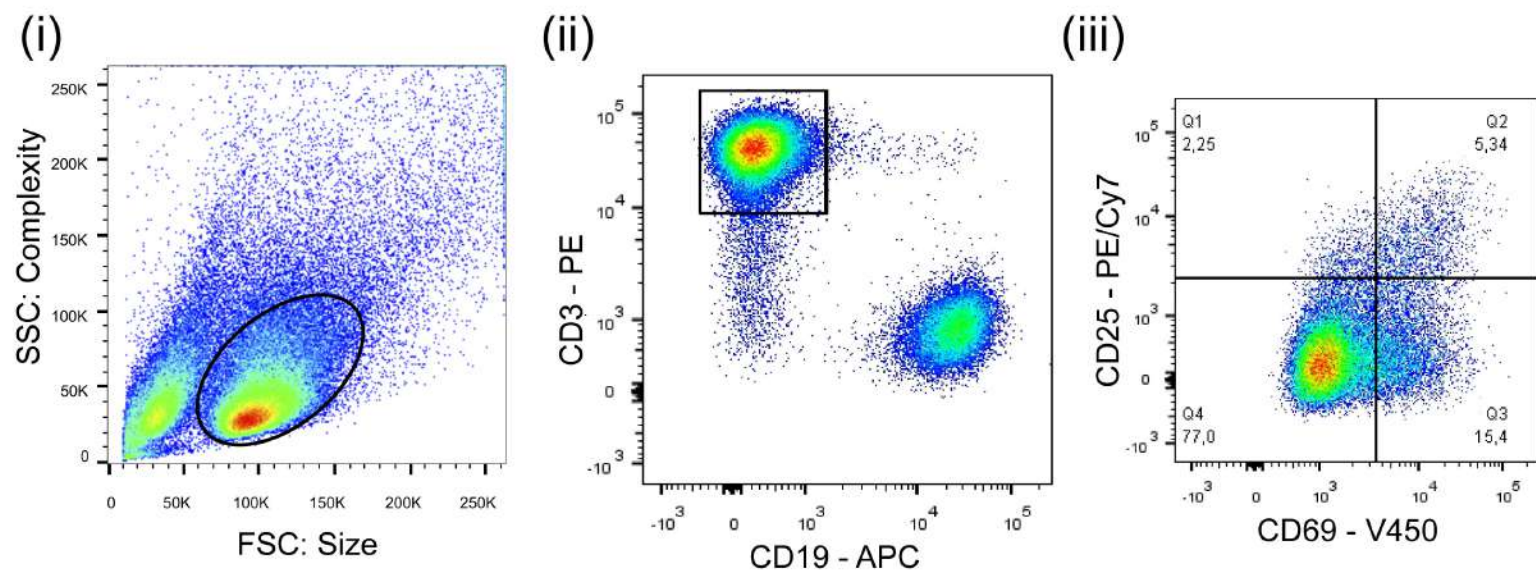 (i)
250K
200K
150K
100K
50K
0
SSC: Complexity
0 50K 100K 150K 200K 250K
FSC: Size
(ii)
10^5
10^4
10^3
0
-10^3
CD3 - PE
-10^3 0 10^3 10^4 10^5
CD19 - APC
(iii)
Q1
2,25
Q2
5,34
Q4
77,0
Q3
15,4
10^5
10^4
10^3
0
-10^3
CD25 - PE/Cy7
-10^3 0 10^3 10^4 10^5
CD69 - V450